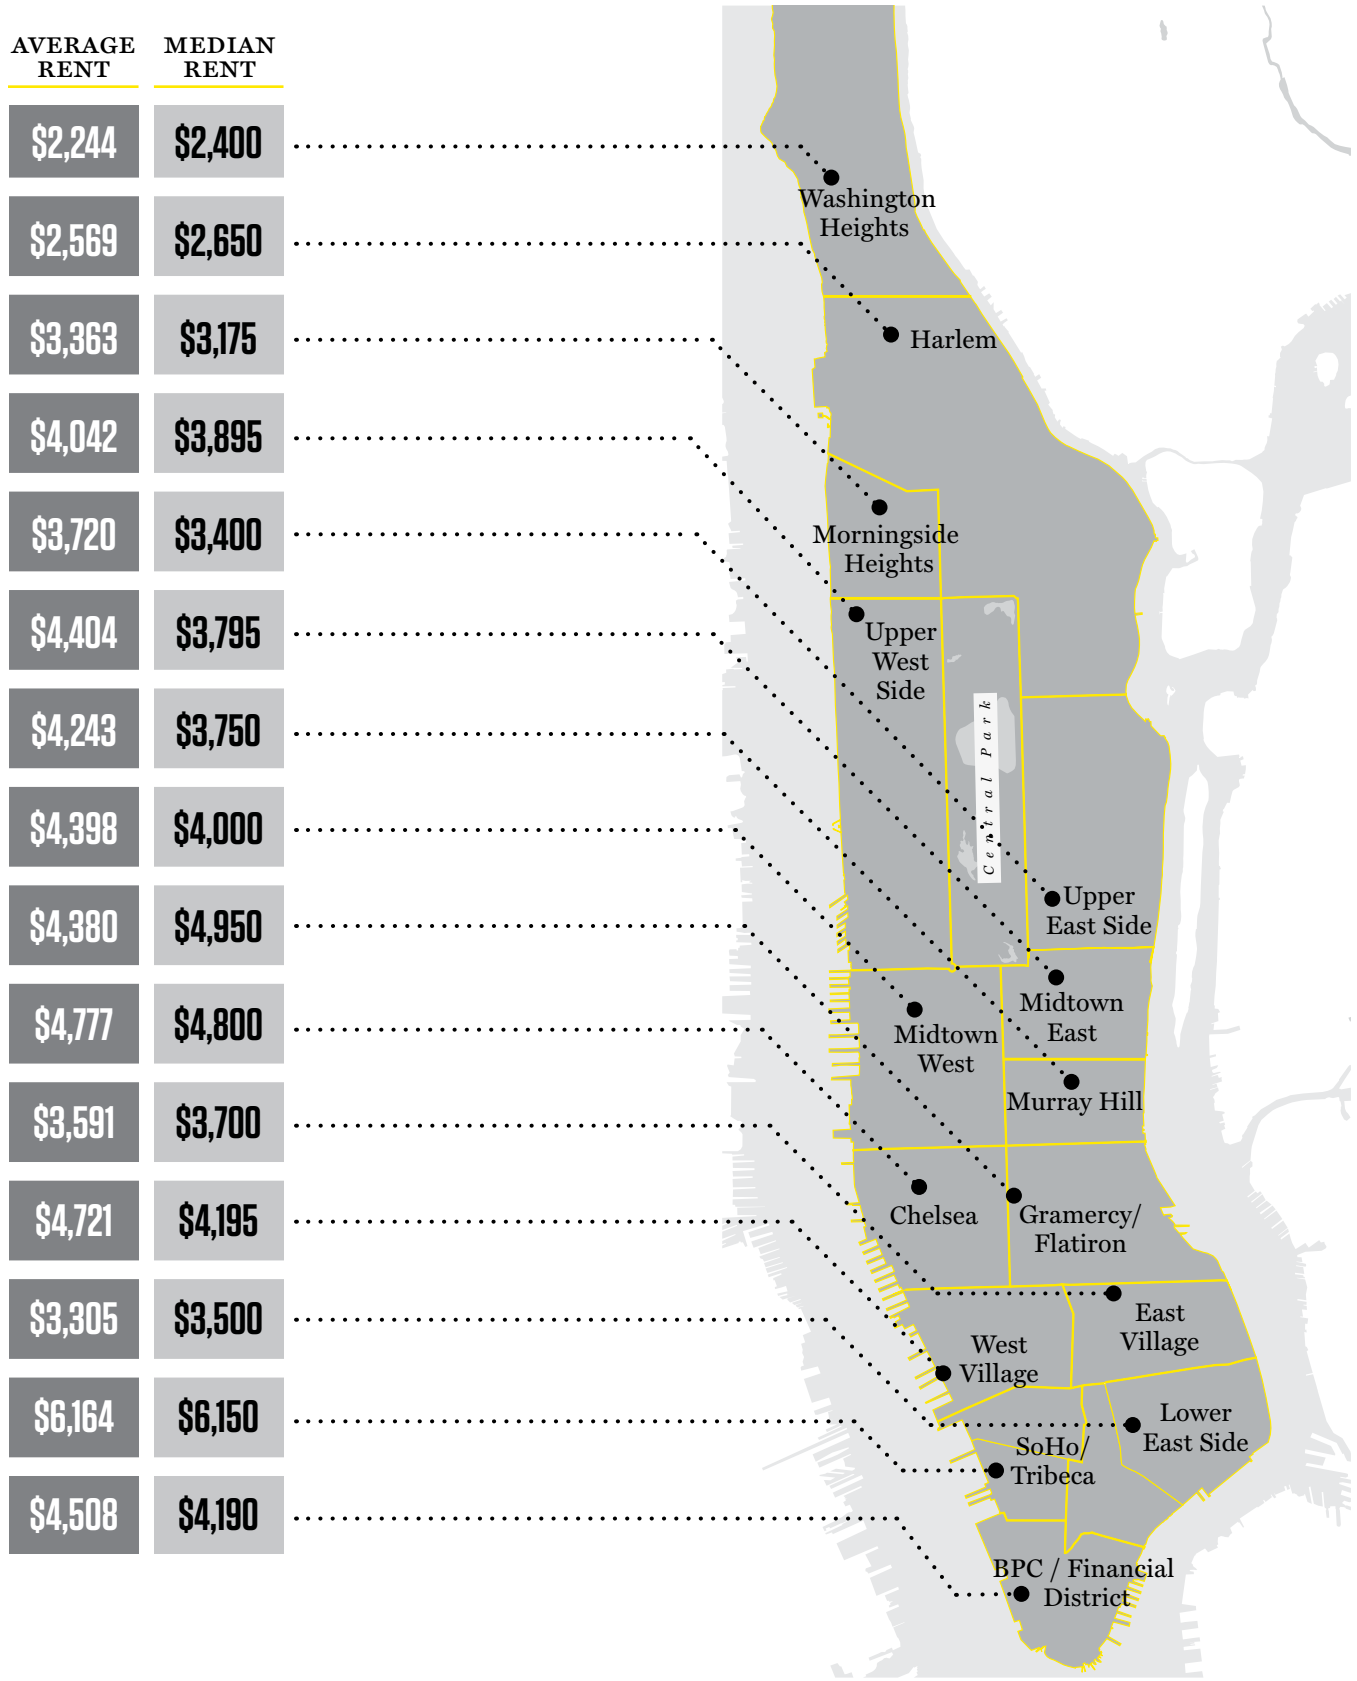 AVERAGE
RENT
MEDIAN
RENT
$2,244 $2,400
$2,569 $2,650
$3,363 $3,175
$4,042 $3,895
$3,720 $3,400
$4,404 $3,795
$4,243 $3,750
$4,398 $4,000
$4,380 $4,950
$4,777 $4,800
$3,591 $3,700
$4,721 $4,195
$3,305 $3,500
$6,164 $6,150
$4,508 $4,190
Washington
Heights
Harlem
Morningside
Heights
Upper
West
Side
Central Park
Upper
East Side
Midtown
East
Midtown
West
Murray Hill
Chelsea
Gramercy/
Flatiron
East
Village
West
Village
Lower
East Side
SoHo/
Tribeca
BPC / Financial
District